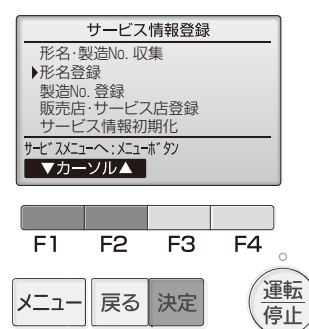 サービス情報登録
形名・製造No. 収集
▶形名登録
製造No. 登録
販売店・サービス店登録
サービス情報初期化
ｻｰﾋﾞｽﾒﾆｭｰへ:ﾒﾆｭｰﾎﾞﾀﾝ
▼カーソル▲
F1 F2 F3 F4
メニュー 戻る 決定 運転
停止